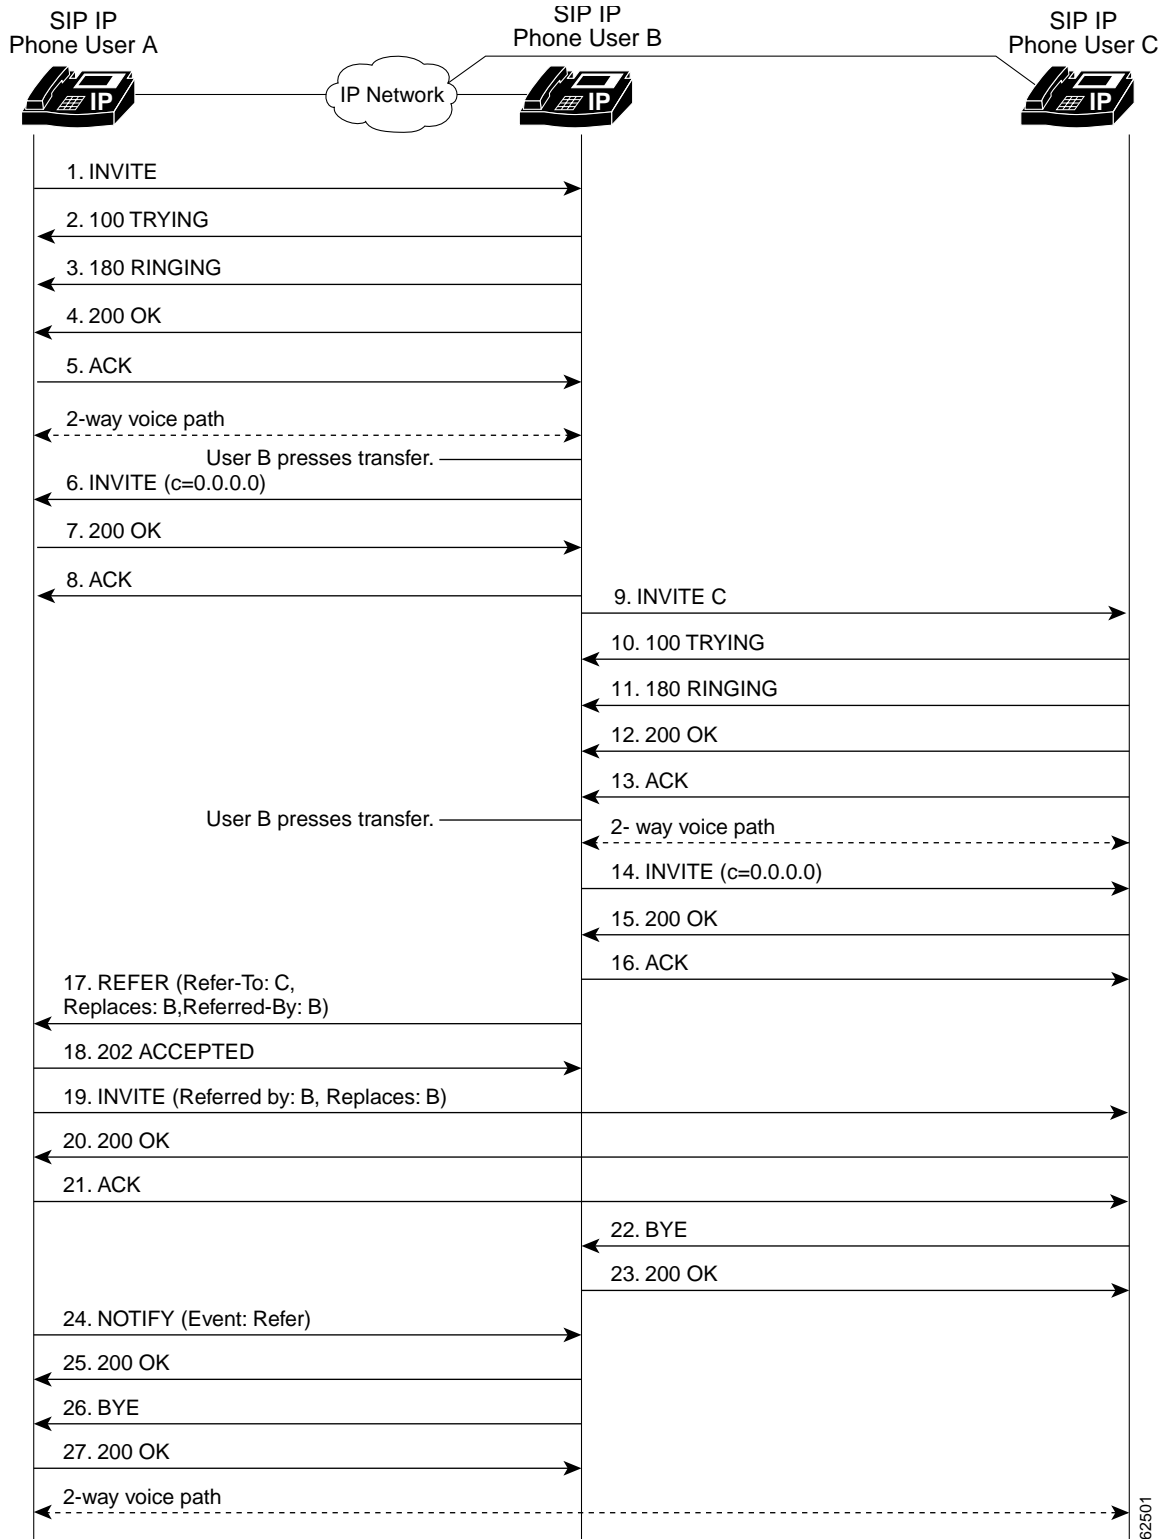 SIP IP
Phone User A
SIP IP
Phone User B
SIP IP
Phone User C
IP
IP Network
IP
IP
1. INVITE
2. 100 TRYING
3. 180 RINGING
4. 200 OK
5. ACK
2-way voice path
User B presses transfer.
6. INVITE (c=0.0.0.0)
7. 200 OK
8. ACK
9. INVITE C
10. 100 TRYING
11. 180 RINGING
12. 200 OK
13. ACK
User B presses transfer.
2- way voice path
14. INVITE (c=0.0.0.0)
15. 200 OK
16. ACK
17. REFER (Refer-To: C,
Replaces: B,Referred-By: B)
18. 202 ACCEPTED
19. INVITE (Referred by: B, Replaces: B)
20. 200 OK
21. ACK
22. BYE
23. 200 OK
24. NOTIFY (Event: Refer)
25. 200 OK
26. BYE
27. 200 OK
2-way voice path
62501